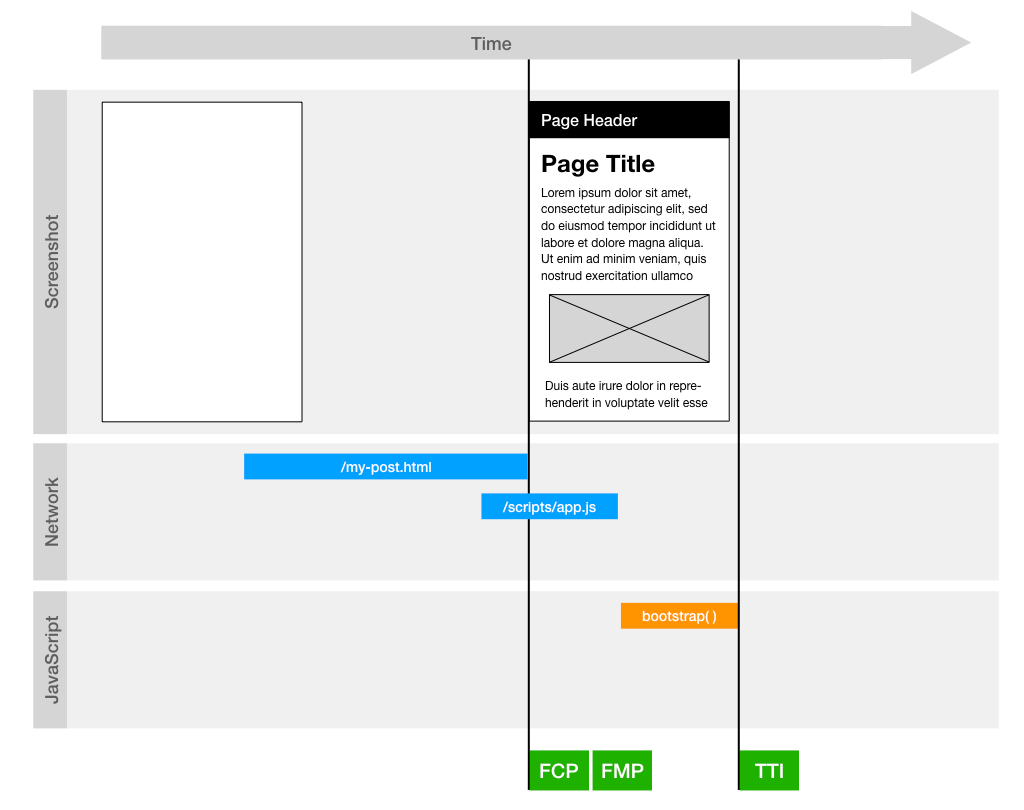 Time
Screenshot
Page Header
Page Title
Lorem ipsum dolor sit amet,
consectetur adipiscing elit, sed
do eiusmod tempor incididunt ut
labore et dolore magna aliqua.
Ut enim ad minim veniam, quis
nostrud exercitation ullamco
Duis aute irure dolor in repre-
henderit in voluptate velit esse
Network
/my-post.html
/scripts/app.js
JavaScript
bootstrap( )
FCP FMP TTI